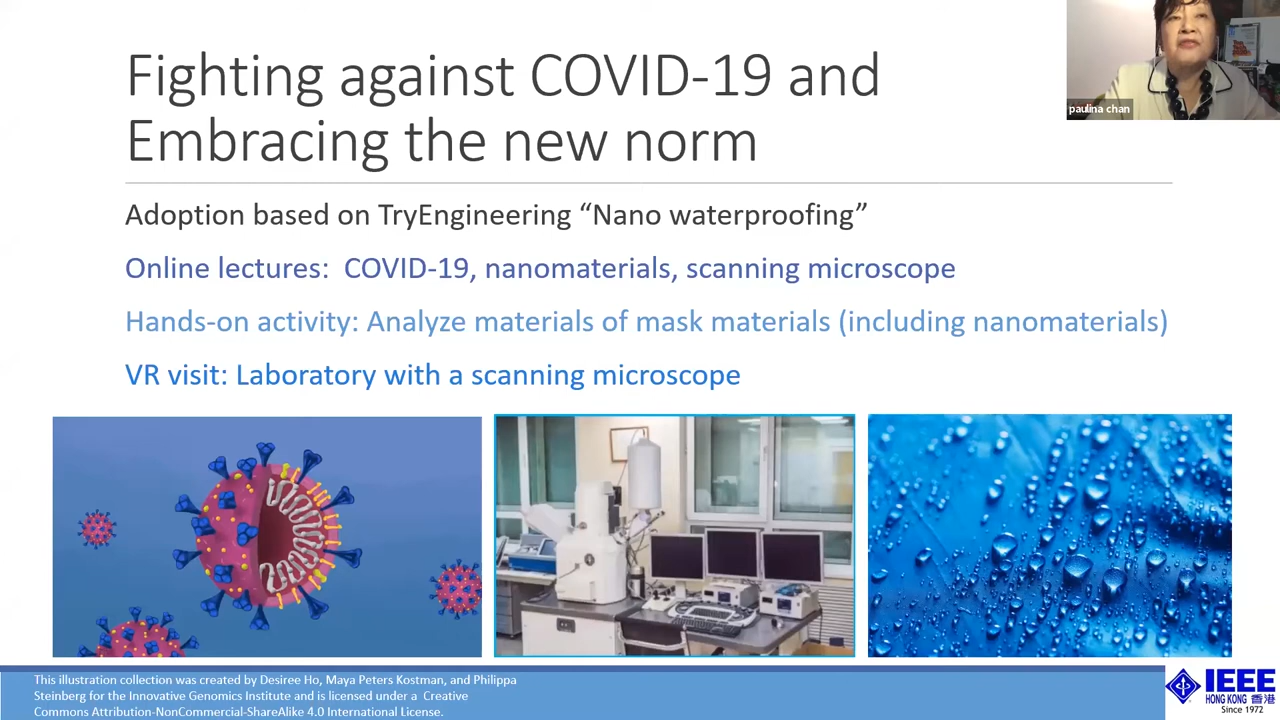 Fighting against COVID-19 and
Embracing the new norm
paulina chan
Adoption based on TryEngineering “Nano waterproofing”
Online lectures:  COVID-19, nanomaterials, scanning microscope
Hands-on activity: Analyze materials of mask materials (including nanomaterials)
VR visit: Laboratory with a scanning microscope
This illustration collection was created by Desiree Ho, Maya Peters Kostman, and Philippa
Steinberg for the Innovative Genomics Institute and is licensed under a  Creative
Commons Attribution-NonCommercial-ShareAlike 4.0 International License.
IEEE
HONG KONG 香港
Since 1972